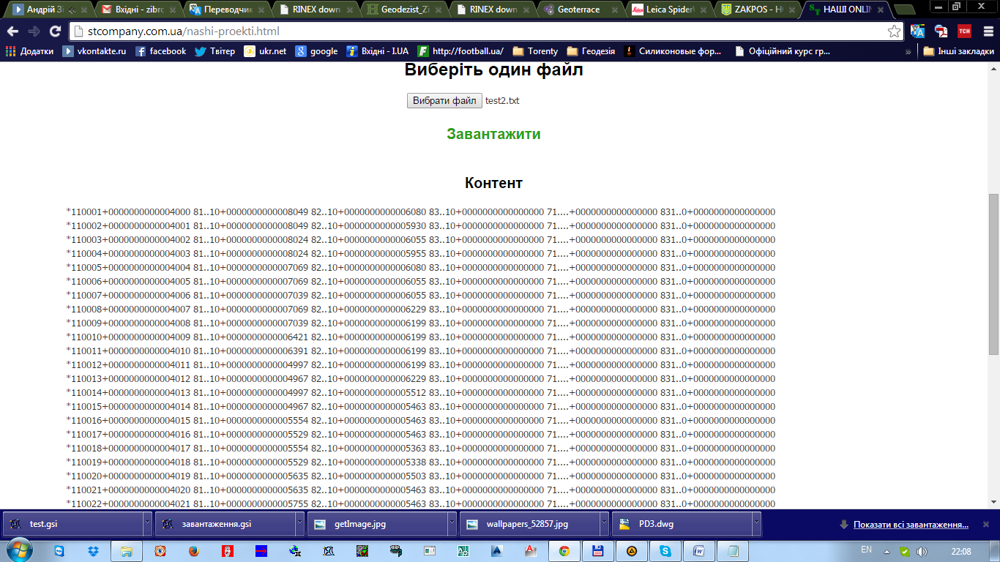 Андрій Зі
Вхідні - zibro
Переводчик
RINEX down
Geodezist_Zi
RINEX down
Geoterrace
Leica Spider
ZAKPOS - Н
НАШІ ONLIN
stcompany.com.ua/nashi-proekti.html
ТСН
Додатки vkontakte.ru facebook Твітер ukr.net google Вхідні - I.UA http://football.ua/ Torenty Геодезія Силиконовые фор... Офіційний курс гр... » Інші закладки
Виберіть один файл
Вибрати файл test2.txt
Завантажити
Контент
*110001+0000000000004000 81..10+0000000000008049 82..10+0000000000006080 83..10+0000000000000000 71....+0000000000000000 831..0+0000000000000000
*110002+0000000000004001 81..10+0000000000008049 82..10+0000000000005930 83..10+0000000000000000 71....+0000000000000000 831..0+0000000000000000
*110003+0000000000004002 81..10+0000000000008024 82..10+0000000000006055 83..10+0000000000000000 71....+0000000000000000 831..0+0000000000000000
*110004+0000000000004003 81..10+0000000000008024 82..10+0000000000005955 83..10+0000000000000000 71....+0000000000000000 831..0+0000000000000000
*110005+0000000000004004 81..10+0000000000007069 82..10+0000000000006080 83..10+0000000000000000 71....+0000000000000000 831..0+0000000000000000
*110006+0000000000004005 81..10+0000000000007069 82..10+0000000000006055 83..10+0000000000000000 71....+0000000000000000 831..0+0000000000000000
*110007+0000000000004006 81..10+0000000000007039 82..10+0000000000006055 83..10+0000000000000000 71....+0000000000000000 831..0+0000000000000000
*110008+0000000000004007 81..10+0000000000007069 82..10+0000000000006229 83..10+0000000000000000 71....+0000000000000000 831..0+0000000000000000
*110009+0000000000004008 81..10+0000000000007039 82..10+0000000000006199 83..10+0000000000000000 71....+0000000000000000 831..0+0000000000000000
*110010+0000000000004009 81..10+0000000000006421 82..10+0000000000006199 83..10+0000000000000000 71....+0000000000000000 831..0+0000000000000000
*110011+0000000000004010 81..10+0000000000006391 82..10+0000000000006199 83..10+0000000000000000 71....+0000000000000000 831..0+0000000000000000
*110012+0000000000004011 81..10+0000000000004997 82..10+0000000000006199 83..10+0000000000000000 71....+0000000000000000 831..0+0000000000000000
*110013+0000000000004012 81..10+0000000000004967 82..10+0000000000006229 83..10+0000000000000000 71....+0000000000000000 831..0+0000000000000000
*110014+0000000000004013 81..10+0000000000004997 82..10+0000000000005512 83..10+0000000000000000 71....+0000000000000000 831..0+0000000000000000
*110015+0000000000004014 81..10+0000000000004967 82..10+0000000000005463 83..10+0000000000000000 71....+0000000000000000 831..0+0000000000000000
*110016+0000000000004015 81..10+0000000000005554 82..10+0000000000005463 83..10+0000000000000000 71....+0000000000000000 831..0+0000000000000000
*110017+0000000000004016 81..10+0000000000005529 82..10+0000000000005463 83..10+0000000000000000 71....+0000000000000000 831..0+0000000000000000
*110018+0000000000004017 81..10+0000000000005554 82..10+0000000000005363 83..10+0000000000000000 71....+0000000000000000 831..0+0000000000000000
*110019+0000000000004018 81..10+0000000000005529 82..10+0000000000005338 83..10+0000000000000000 71....+0000000000000000 831..0+0000000000000000
*110020+0000000000004019 81..10+0000000000005635 82..10+0000000000005503 83..10+0000000000000000 71....+0000000000000000 831..0+0000000000000000
*110021+0000000000004020 81..10+0000000000005635 82..10+0000000000005463 83..10+0000000000000000 71....+0000000000000000 831..0+0000000000000000
*110022+0000000000004021 81..10+0000000000005755 82..10+0000000000005463 83..10+0000000000000000 71....+0000000000000000 831..0+0000000000000000
test.gsi завантаження.gsi getImage.jpg wallpapers_52857.jpg PD3.dwg Показати всі завантаження...
EN 22:08